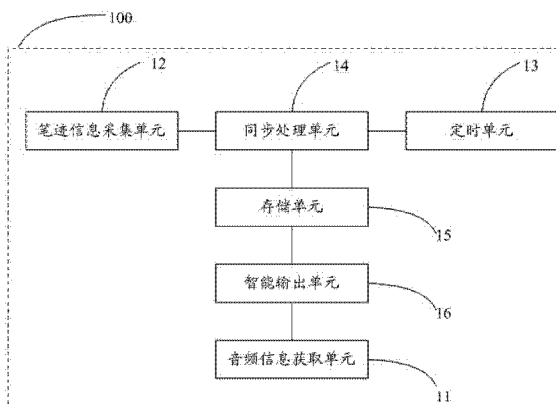 100
12
14
13
笔迹信息采集单元
同步处理单元
定时单元
存储单元
15
智能输出单元
16
音频信息获取单元
11